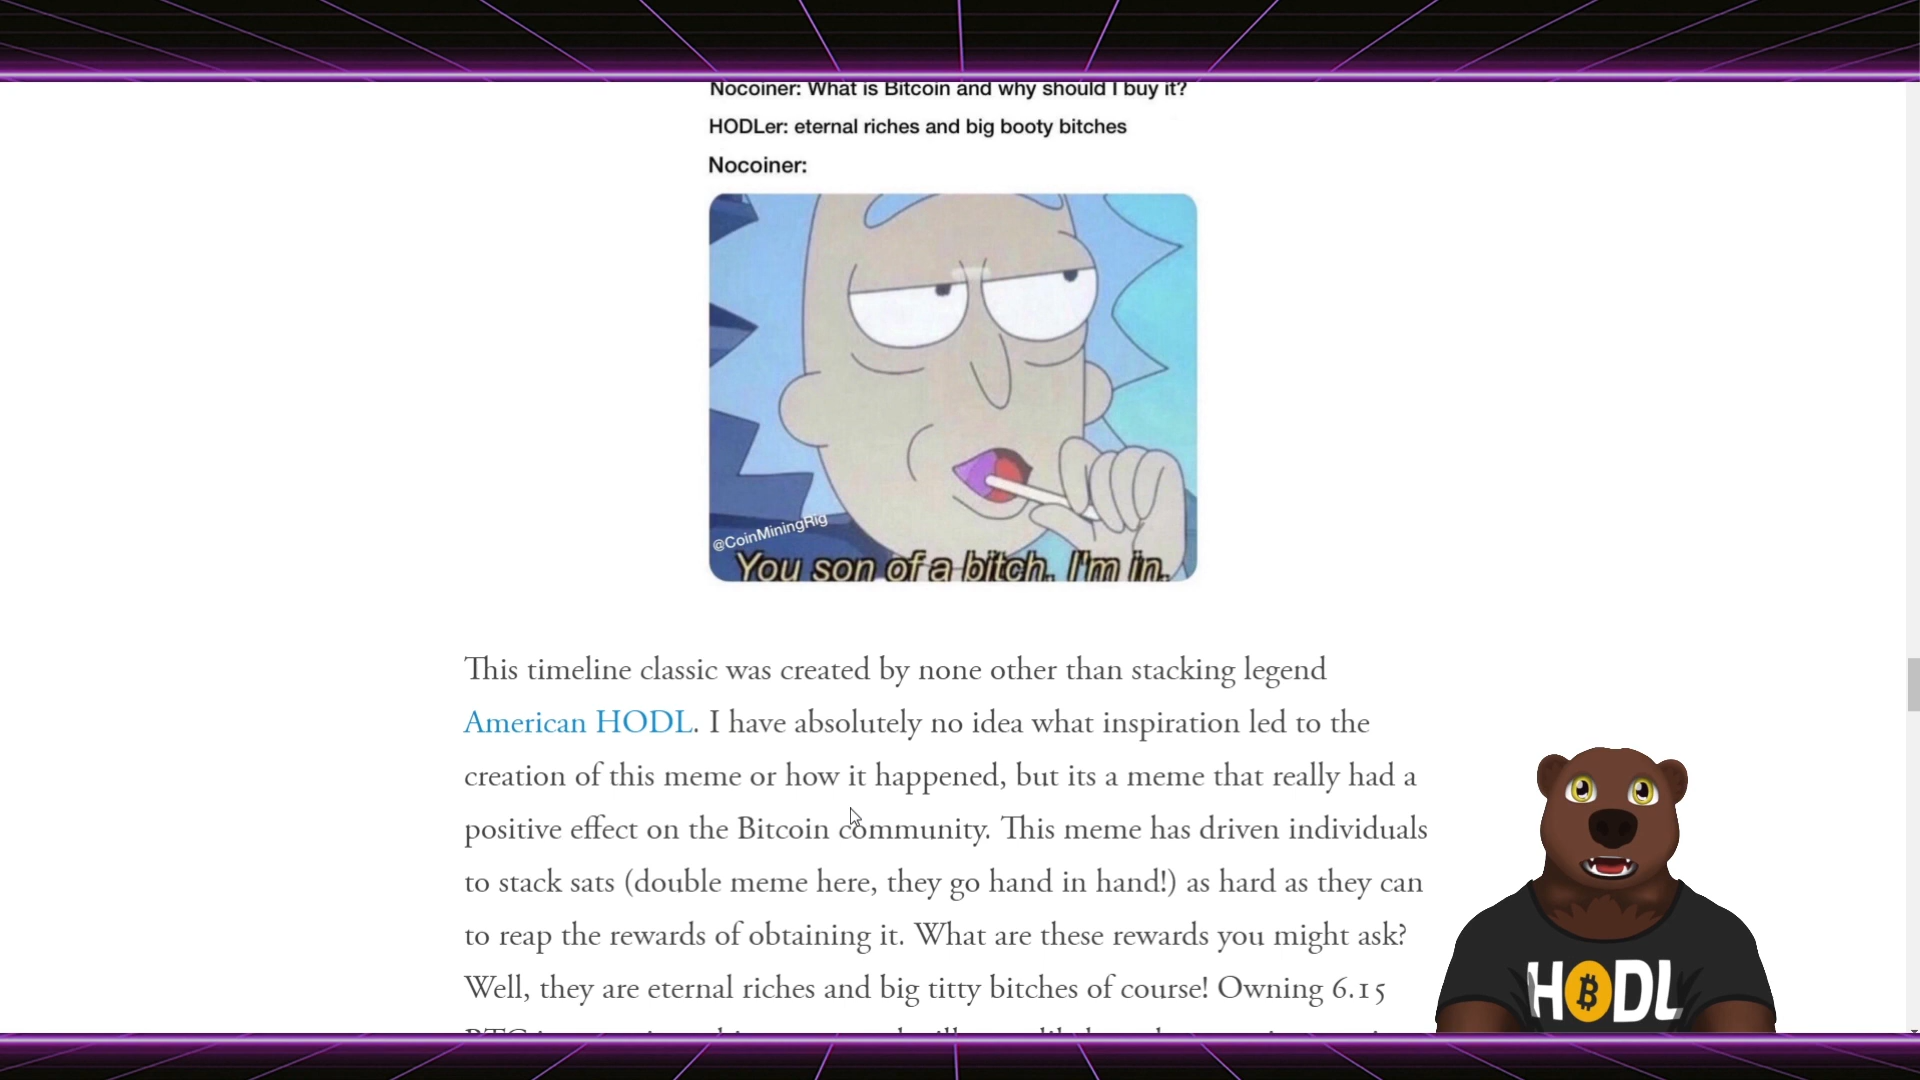 Nocoiner: What is Bitcoin and why should I buy it?
HODLer: eternal riches and big booty bitches
Nocoiner:
@CoinMiningRig
You son of a bitch. I'm in.
This timeline classic was created by none other than stacking legend
American HODL. I have absolutely no idea what inspiration led to the
creation of this meme or how it happened, but its a meme that really had a
positive effect on the Bitcoin community. This meme has driven individuals
to stack sats (double meme here, they go hand in hand!) as hard as they can
to reap the rewards of obtaining it. What are these rewards you might ask?
Well, they are eternal riches and big titty bitches of course! Owning 6.15
HODL